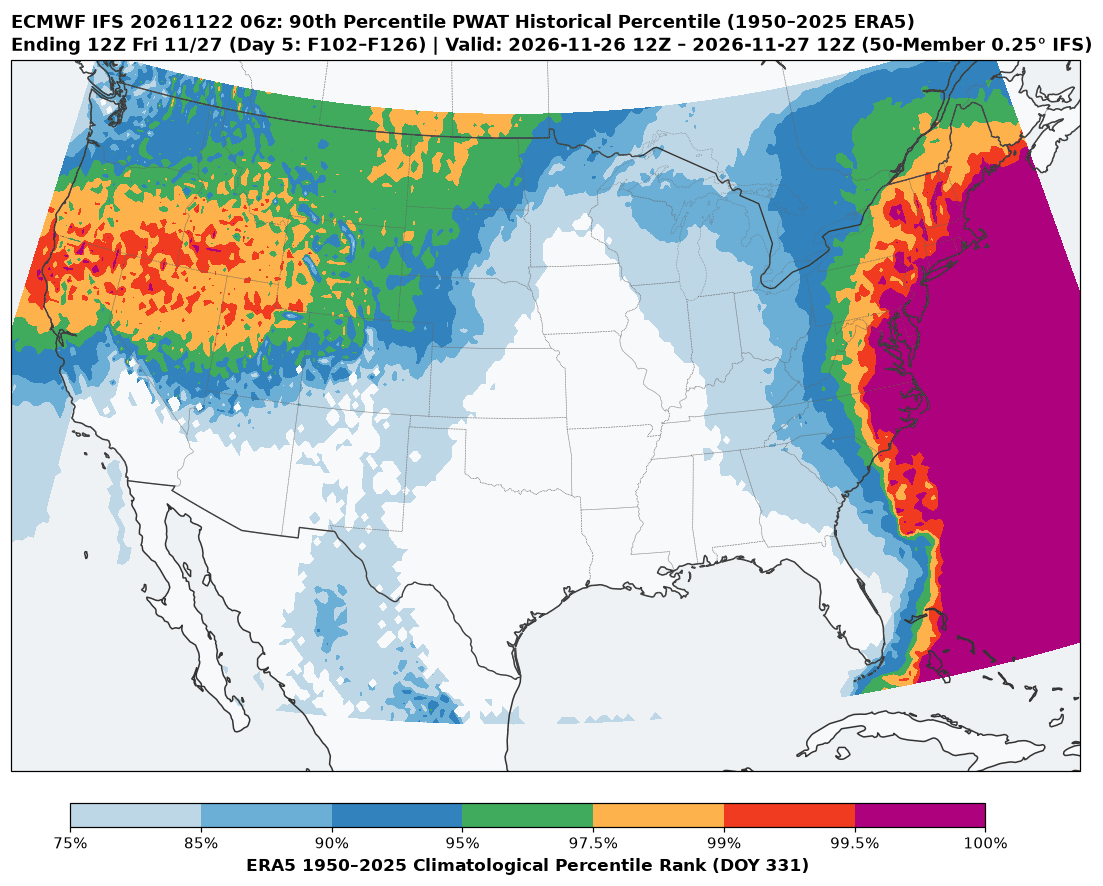 ECMWF IFS 20261122 06z: 90th Percentile PWAT Historical Percentile (1950–2025 ERA5)
Ending 12Z Fri 11/27 (Day 5: F102–F126) | Valid: 2026-11-26 12Z – 2026-11-27 12Z (50-Member 0.25° IFS)
75% 85% 90% 95% 97.5% 99% 99.5% 100%
ERA5 1950–2025 Climatological Percentile Rank (DOY 331)